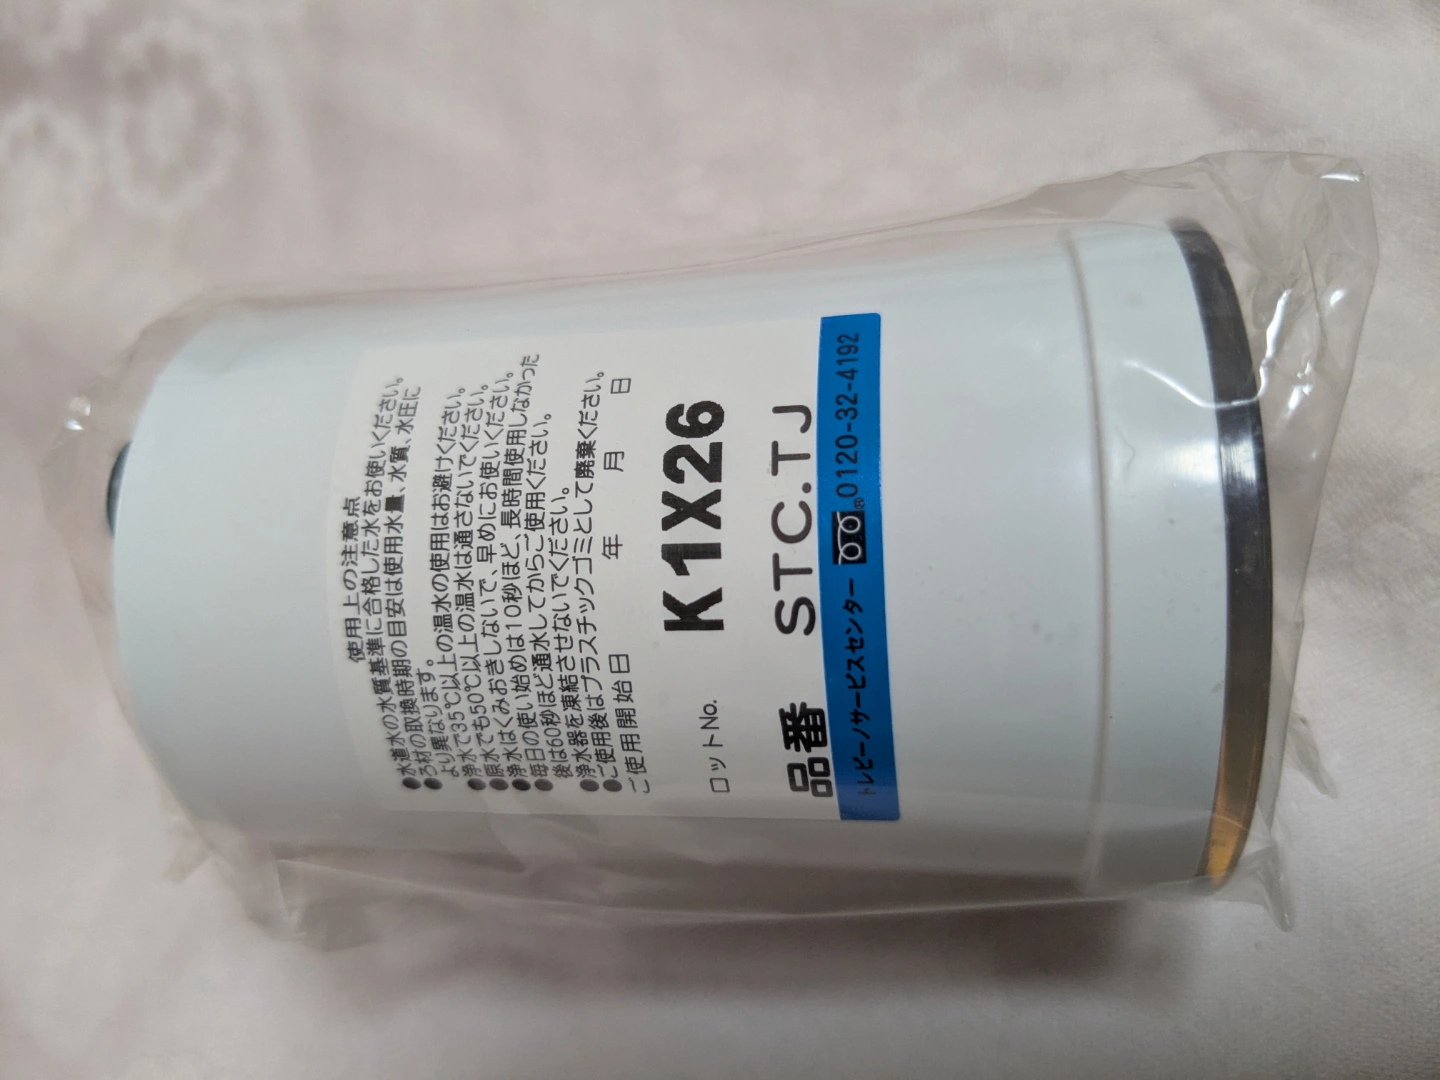 使用上の注意点
●水道水の水質基準に合格した水をお使いください。
●ろ材の取換時期の目安は使用水量、水質、水圧に
より異なります。
●浄水で35℃以上の温水の使用はお避けください。
●原水でも50℃以上の温水は通さないでください。
●浄水はくみおきしないで、早めにお使いください。
●毎日の使い始めは10秒ほど、長時間使用しなかった
後は60秒ほど通水してからご使用ください。
●浄水器を凍結させないでください。
●ご使用後はプラスチックゴミとして廃棄ください。
ご使用開始日 年 月 日
ロットNo. K1X26
品番 STC.TJ
トレビーノサービスセンター 0120-32-4192